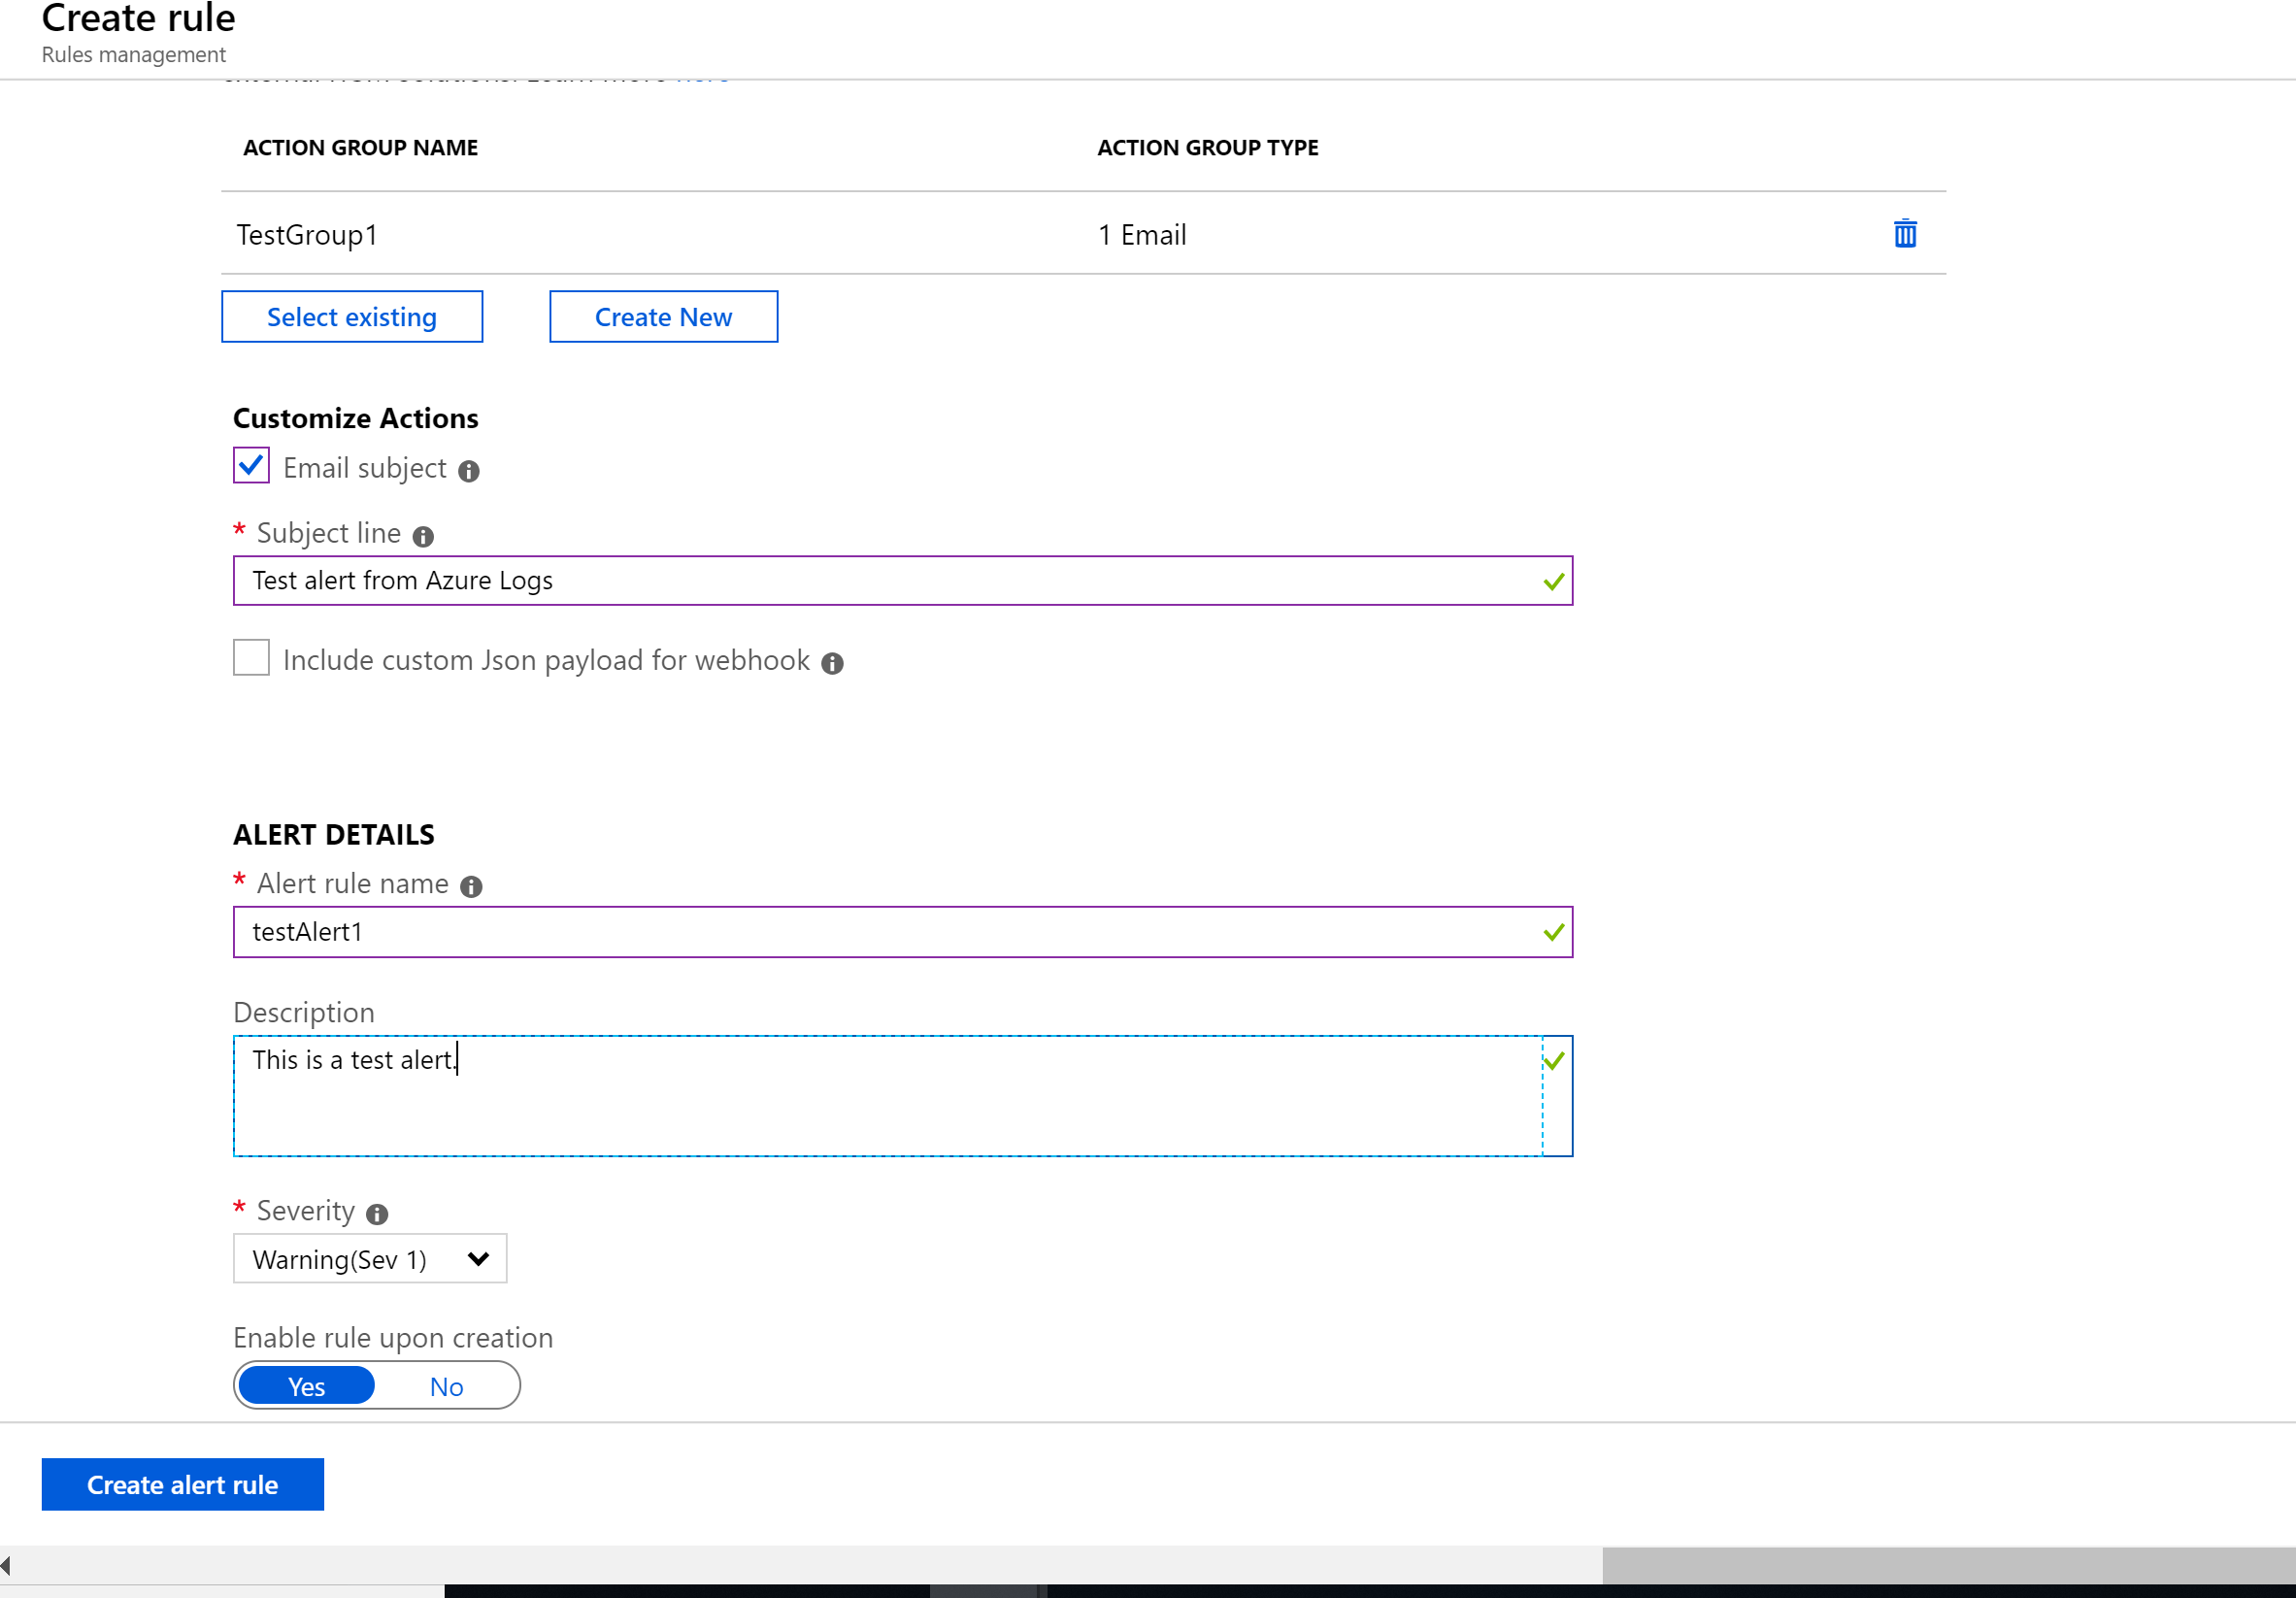 Create rule
Rules management
ACTION GROUP NAME ACTION GROUP TYPE
TestGroup1 1 Email
Select existing Create New
Customize Actions
Email subject
* Subject line
Test alert from Azure Logs
Include custom Json payload for webhook
ALERT DETAILS
* Alert rule name
testAlert1
Description
This is a test alert.
* Severity
Warning(Sev 1)
Enable rule upon creation
Yes No
Create alert rule